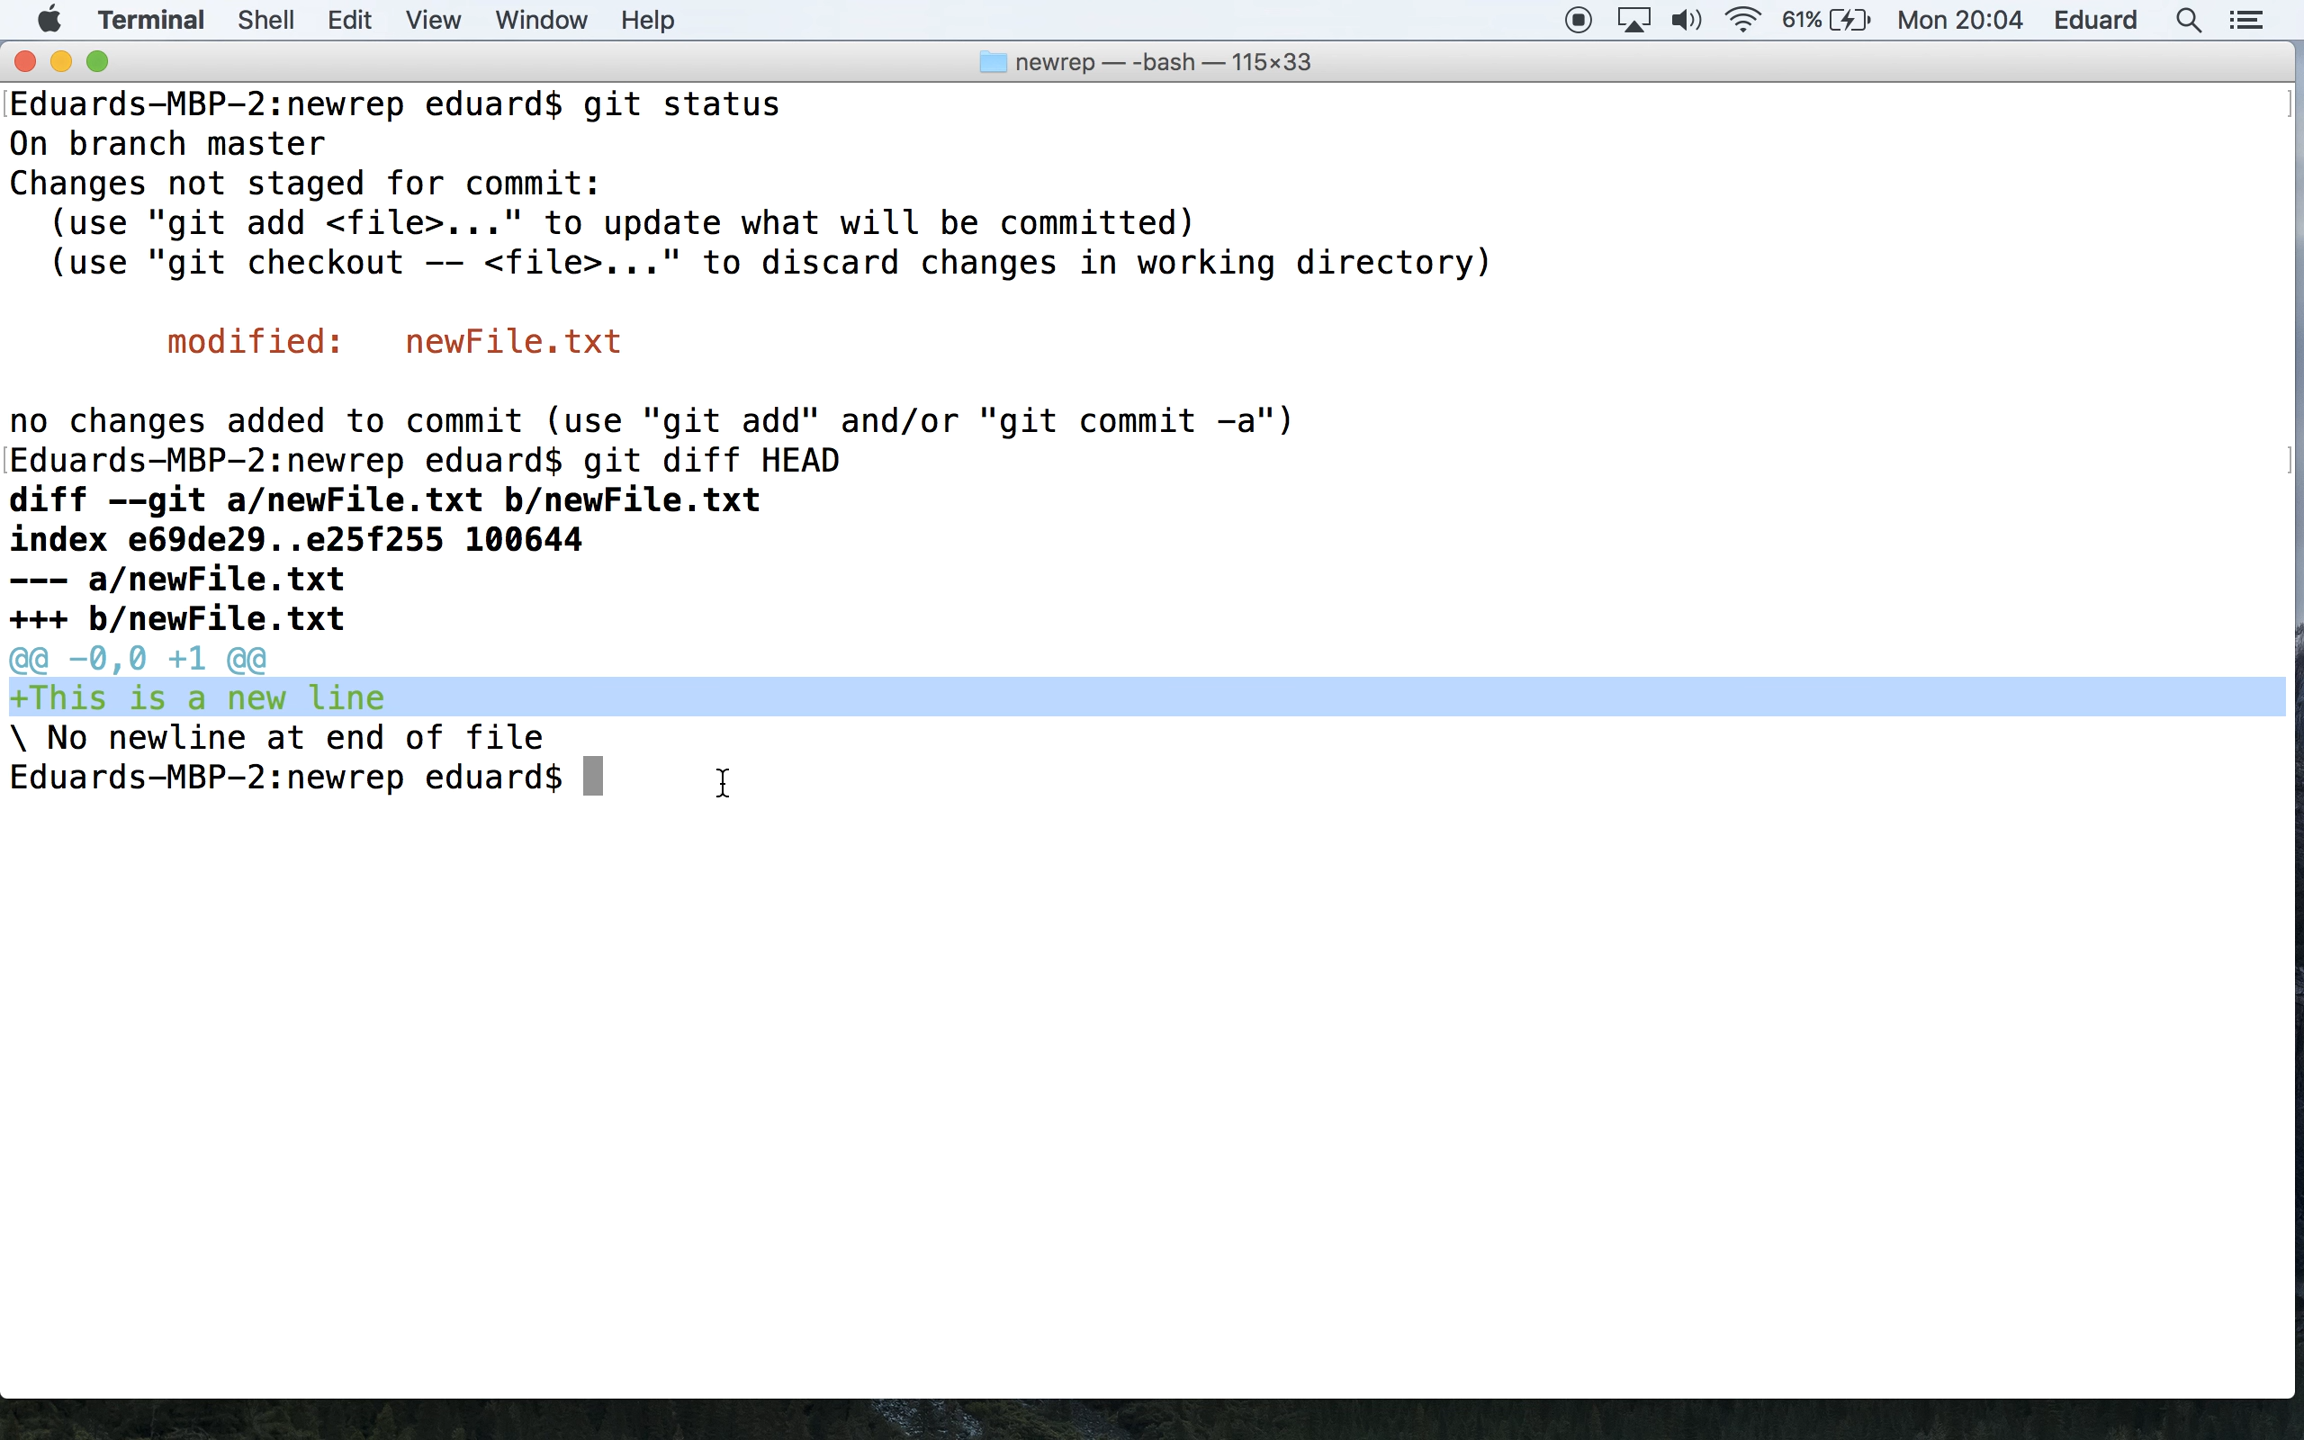 Terminal Shell Edit View Window Help 61% Mon 20:04 Eduard
newrep — -bash — 115×33
Eduards-MBP-2:newrep eduard$ git status
On branch master
Changes not staged for commit:
  (use "git add <file>..." to update what will be committed)
  (use "git checkout -- <file>..." to discard changes in working directory)
        modified:   newFile.txt
no changes added to commit (use "git add" and/or "git commit -a")
Eduards-MBP-2:newrep eduard$ git diff HEAD
diff --git a/newFile.txt b/newFile.txt
index e69de29..e25f255 100644
--- a/newFile.txt
+++ b/newFile.txt
@@ -0,0 +1 @@
+This is a new line
\ No newline at end of file
Eduards-MBP-2:newrep eduard$